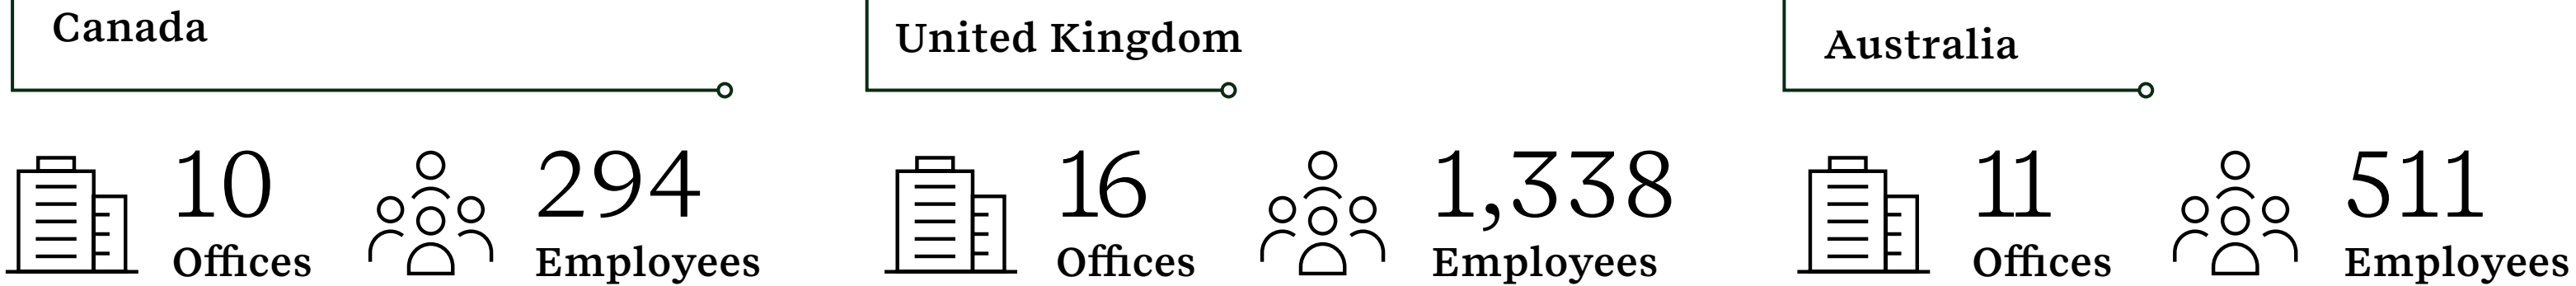 Canada
10
Offices
294
Employees
United Kingdom
16
Offices
1,338
Employees
Australia
11
Offices
511
Employees